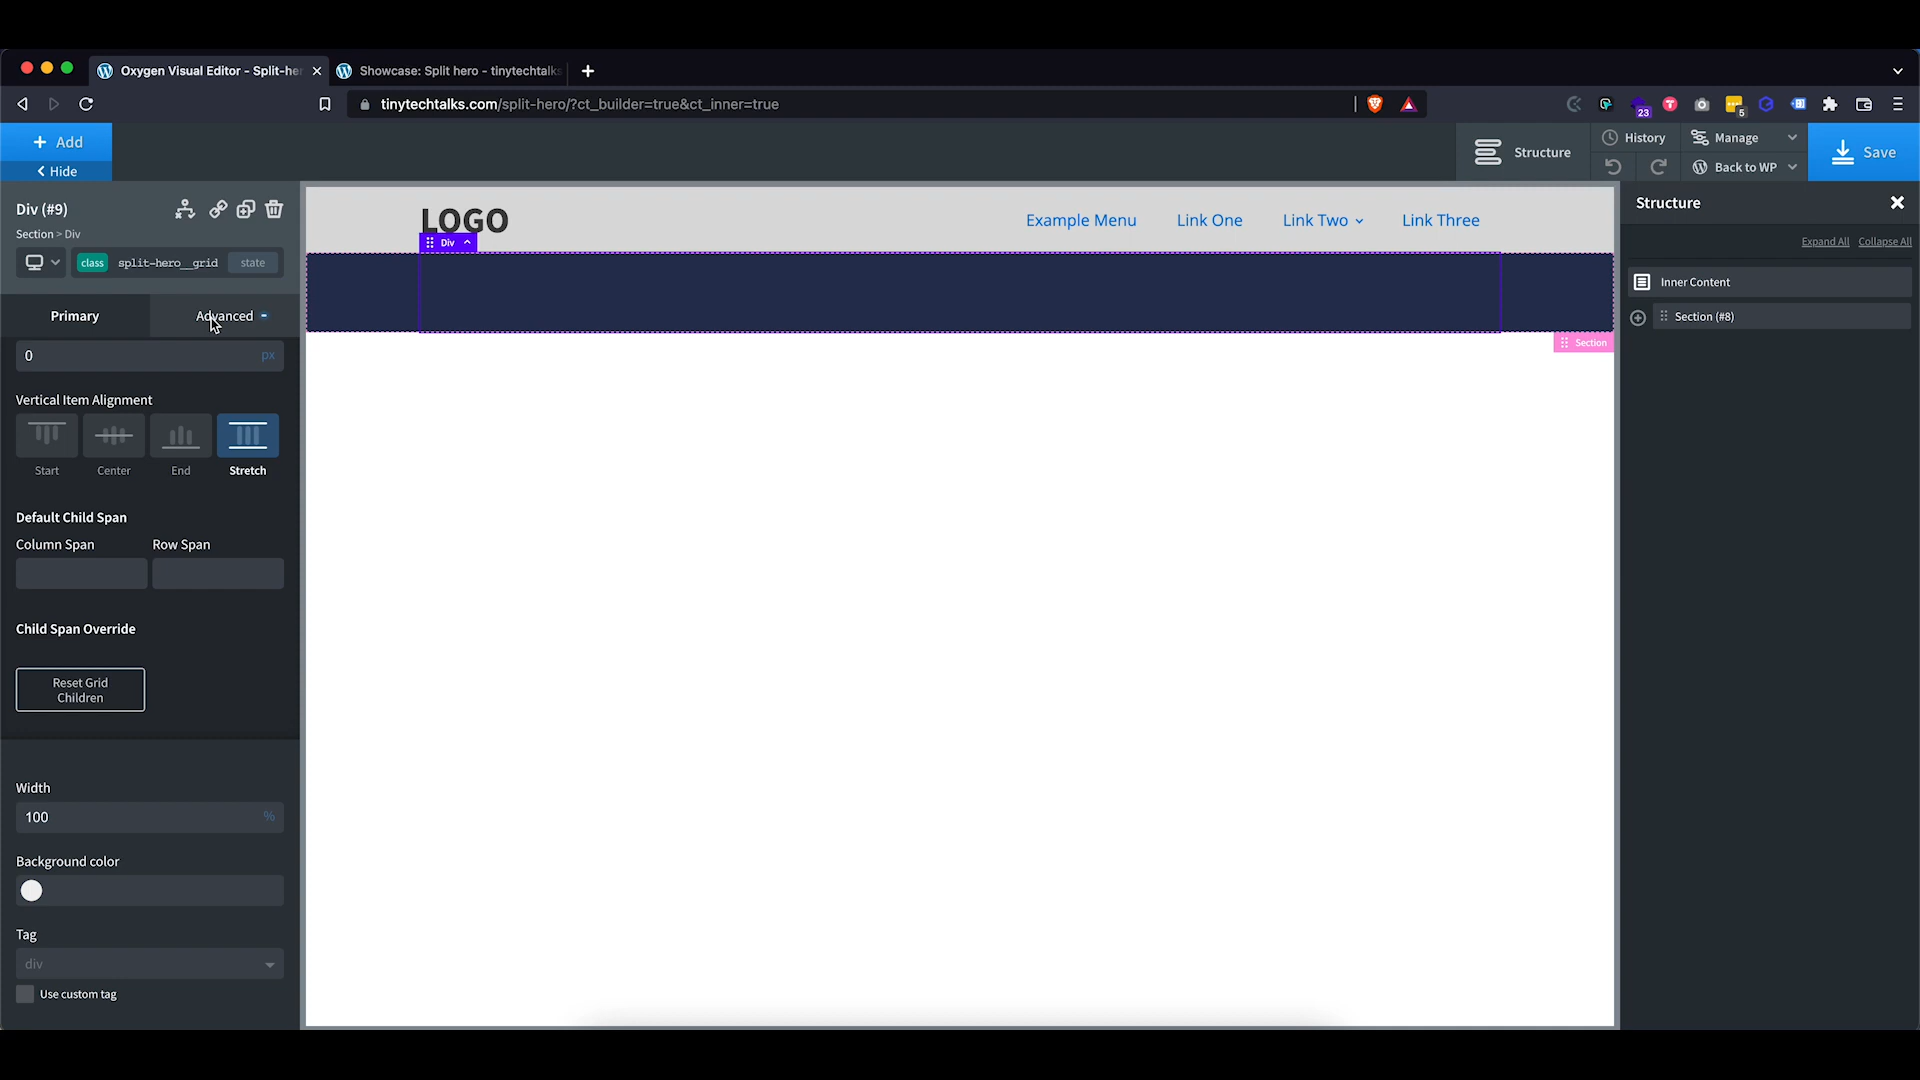 Oxygen Visual Editor - Split-her
Showcase: Split hero - tinytechtalks
tinytechtalks.com/split-hero/?ct_builder=true&ct_inner=true
23
5
+ Add
Hide
Structure
History
Manage
Back to WP
Save
Div (#9)
Section > Div
class split-hero__grid state
Primary
Advanced
0 px
Vertical Item Alignment
Start Center End Stretch
Default Child Span
Column Span Row Span
Child Span Override
Reset Grid
Children
Width
100 %
Background color
Tag
div
Use custom tag
LOGO
Example Menu Link One Link Two Link Three
Div
Section
Structure
Expand All Collapse All
Inner Content
Section (#8)